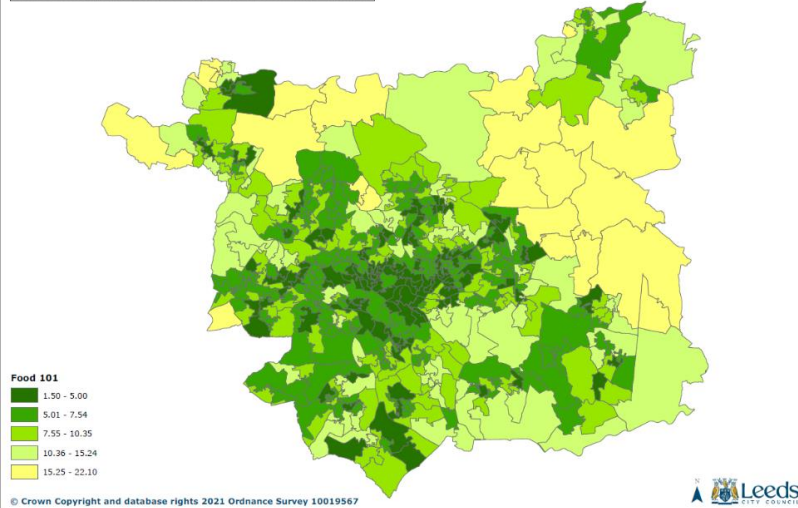 Food 101
1.50 - 5.00
5.01 - 7.54
7.55 - 10.35
10.36 - 15.24
15.25 - 22.10
© Crown Copyright and database rights 2021 Ordnance Survey 10019567
N
Leeds
CITY COUNCIL